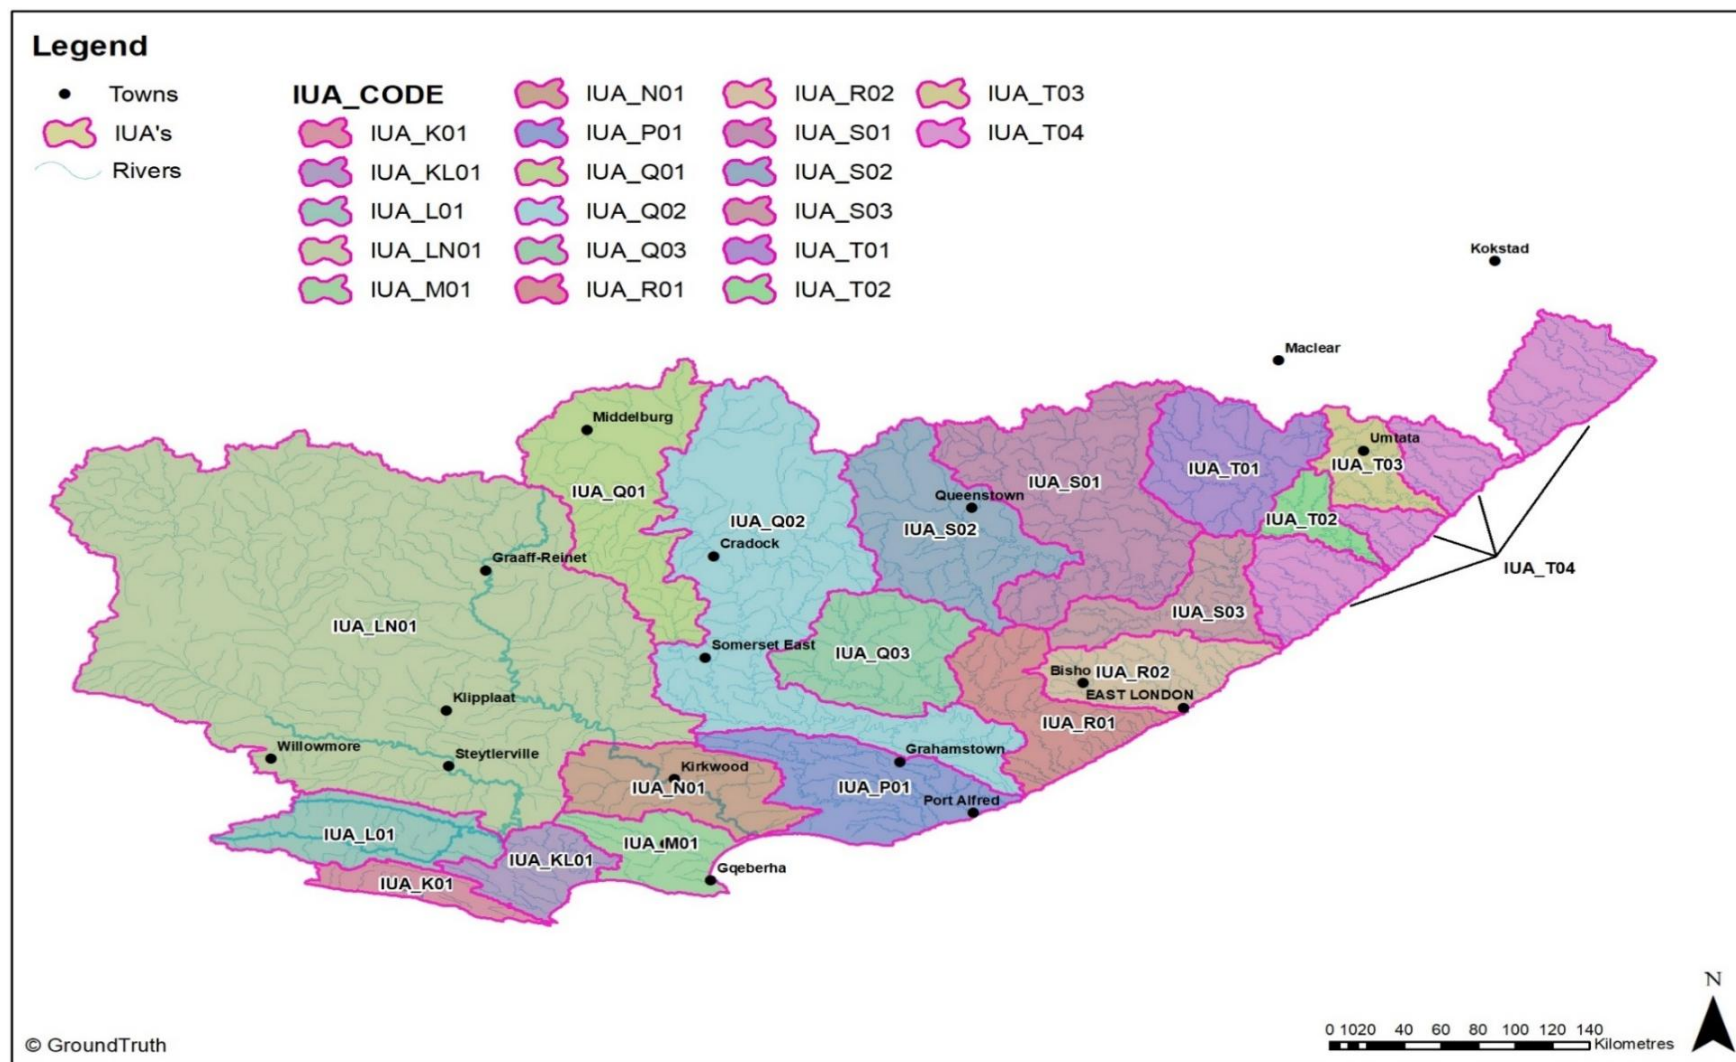 Legend
Towns
IUA's
Rivers
IUA_CODE
IUA_K01
IUA_KL01
IUA_L01
IUA_LN01
IUA_M01
IUA_N01
IUA_P01
IUA_Q01
IUA_Q02
IUA_Q03
IUA_R01
IUA_R02
IUA_S01
IUA_S02
IUA_S03
IUA_T01
IUA_T02
IUA_T03
IUA_T04
Kokstad
Maclear
Middelburg
Umtata
IUA_T03
IUA_T01
IUA_S01
IUA_Q01
Queenstown
IUA_Q02
IUA_S02
IUA_T02
Cradock
Graaff-Reinet
IUA_T04
IUA_S03
IUA_LN01
Somerset East
IUA_Q03
Bisho
IUA_R02
EAST LONDON
Klipplaat
IUA_R01
Willowmore
Steytlerville
Grahamstown
Kirkwood
IUA_N01
IUA_P01
Port Alfred
IUA_L01
IUA_M01
IUA_KL01
Gqeberha
IUA_K01
N
0 1020 40 60 80 100 120 140
Kilometres
© GroundTruth